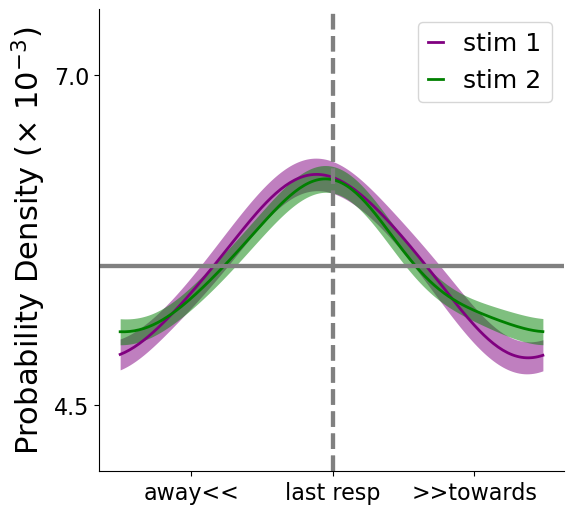 Probability Density (× 10⁻³)
7.0
4.5
stim 1
stim 2
away<<
last resp
>>towards